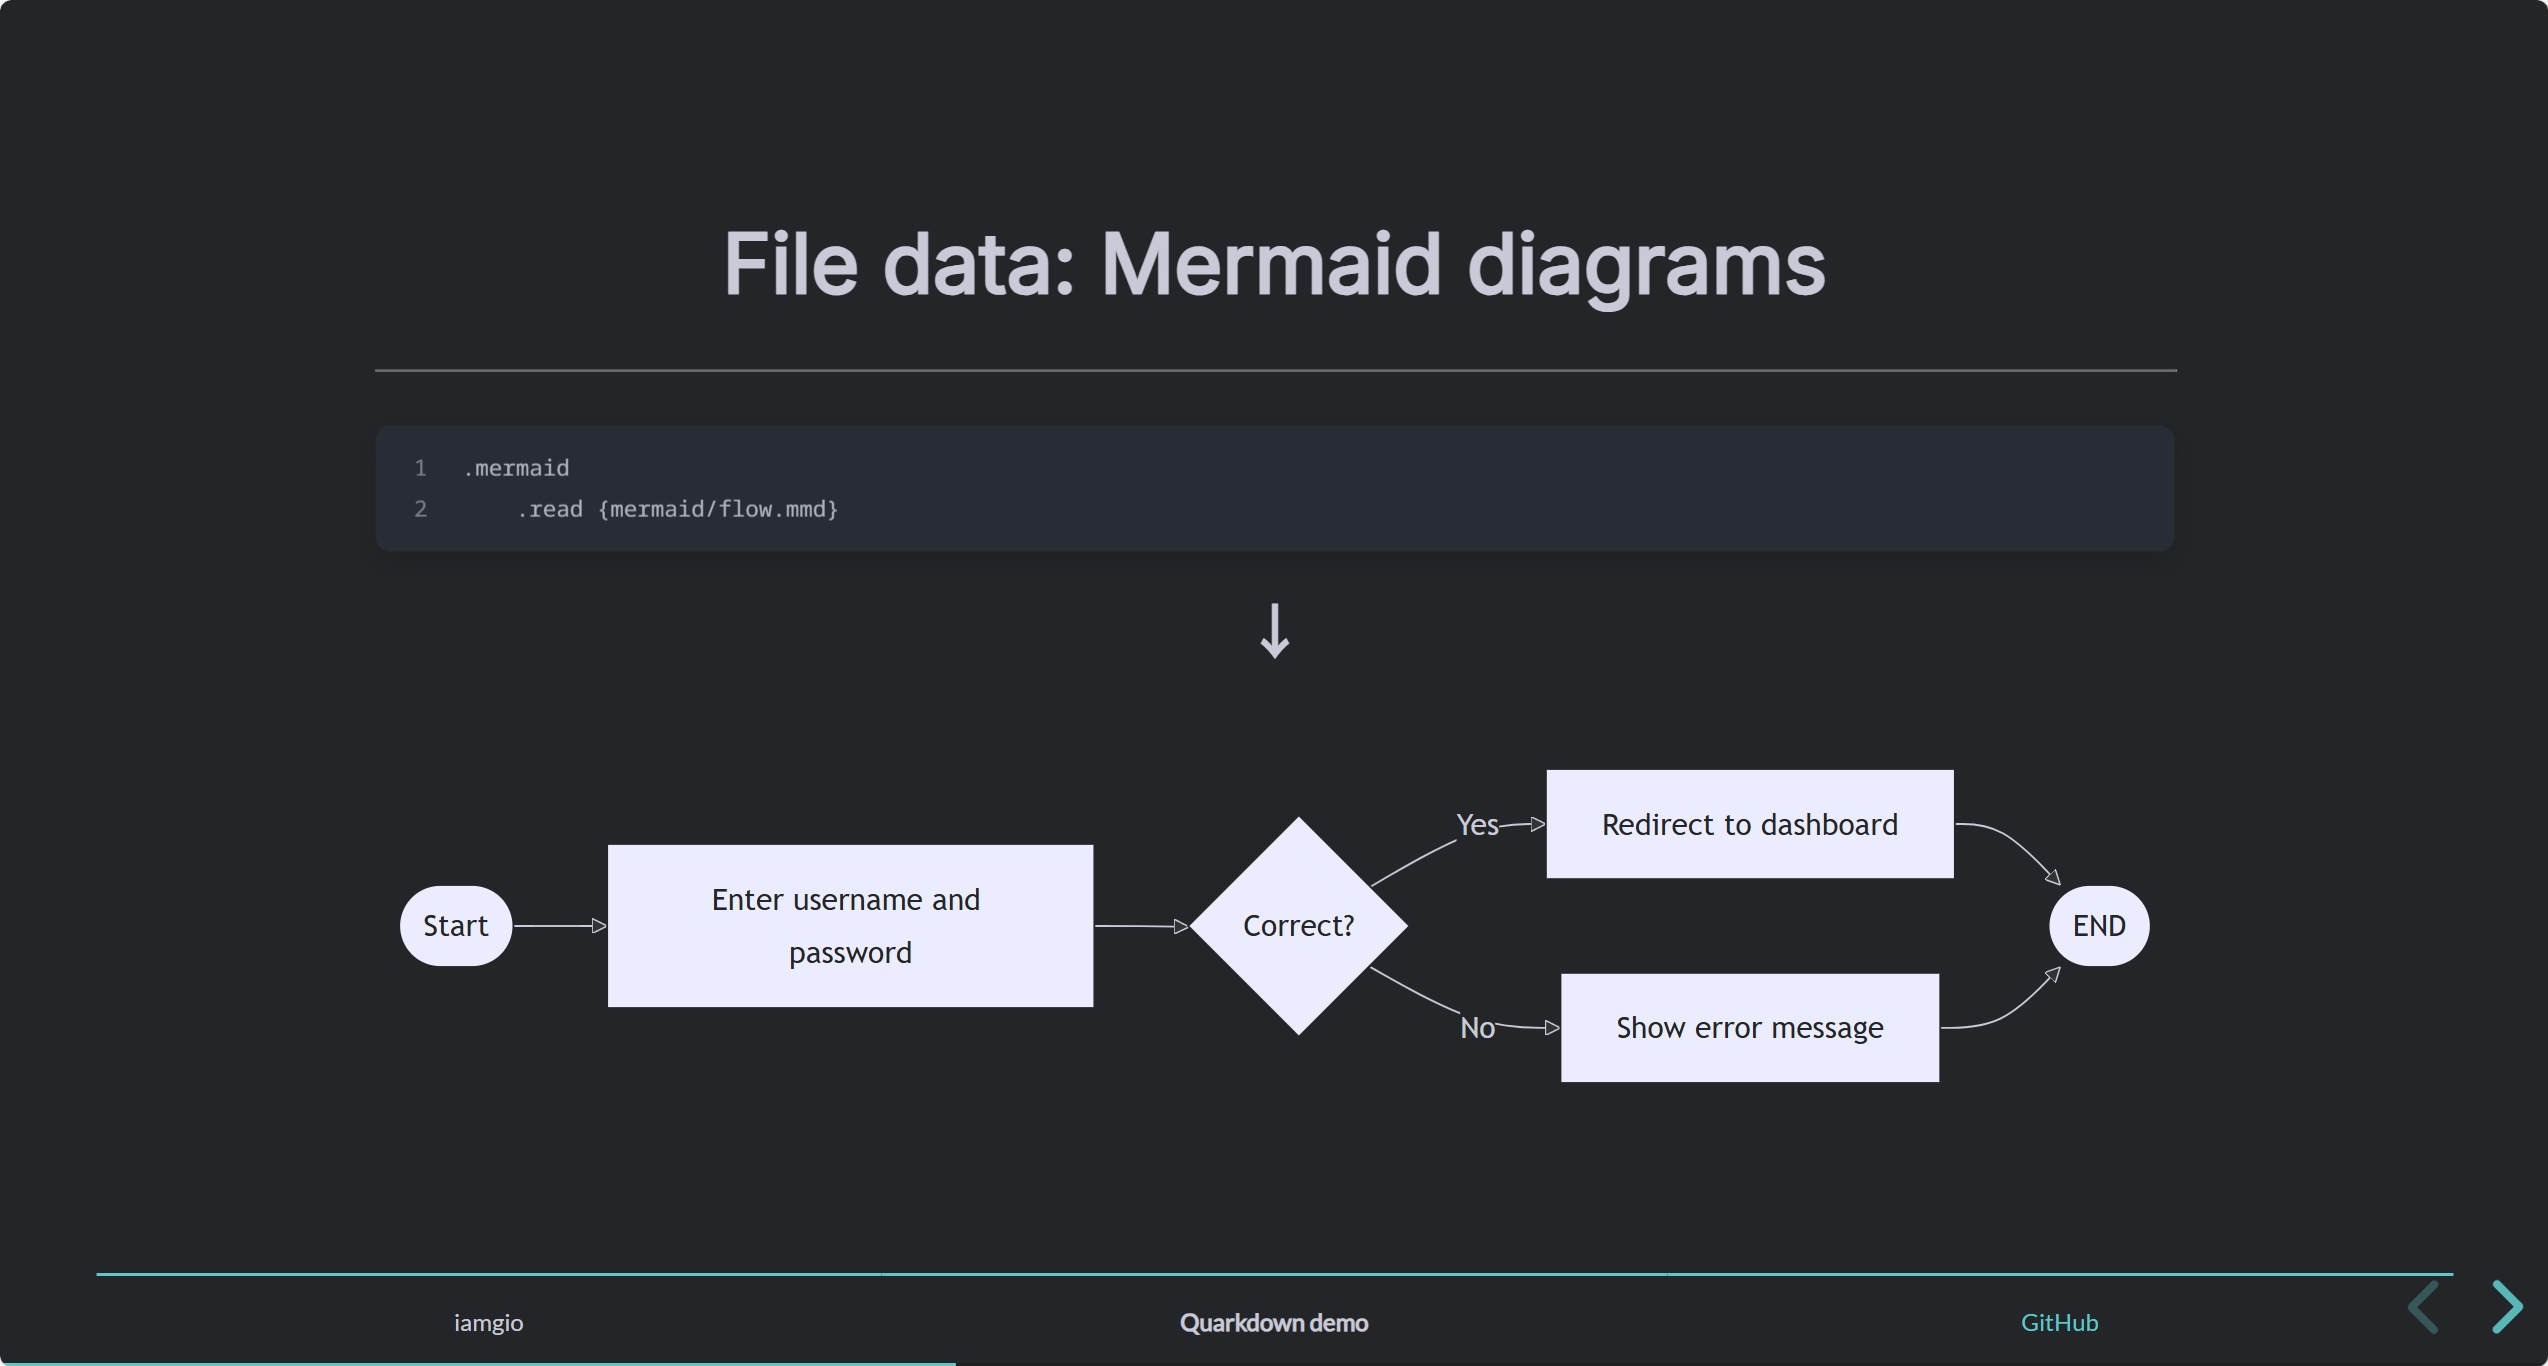 File data: Mermaid diagrams
1 .mermaid
2     .read {mermaid/flow.mmd}
↓
Start
Enter username and
password
Correct?
Yes
Redirect to dashboard
No
Show error message
END
iamgio
Quarkdown demo
GitHub